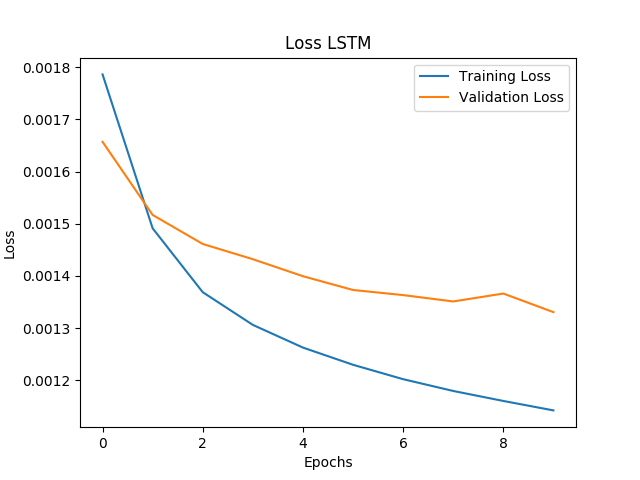 Loss LSTM
Training Loss
Validation Loss
0.0018
0.0017
0.0016
0.0015
0.0014
0.0013
0.0012
Loss
0 2 4 6 8
Epochs